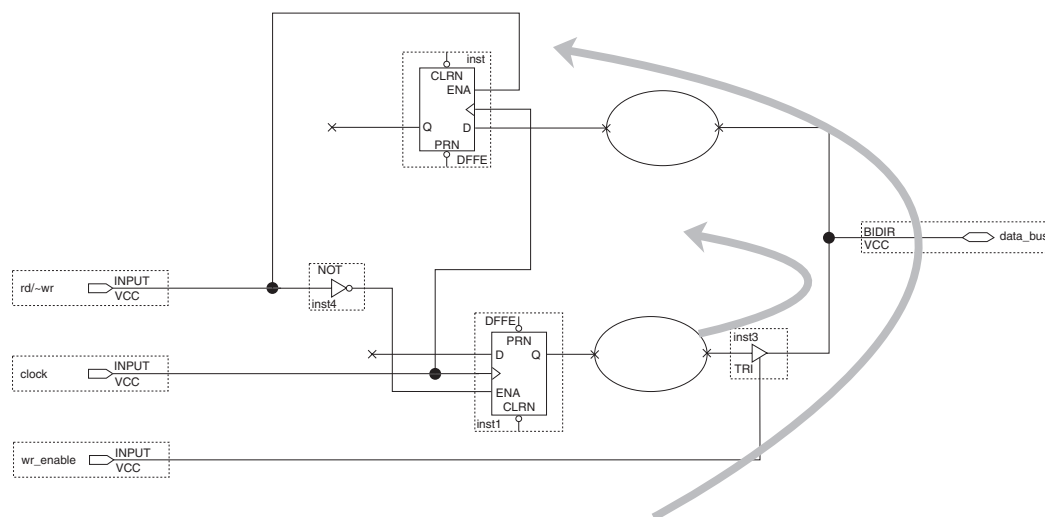 inst
CLRN
ENA
Q
D
PRN
DFFE
BIDIR
VCC
data_bus
rd/~wr
INPUT
VCC
NOT
inst4
DFFE
PRN
D
Q
ENA
CLRN
inst1
inst3
TRI
clock
INPUT
VCC
wr_enable
INPUT
VCC